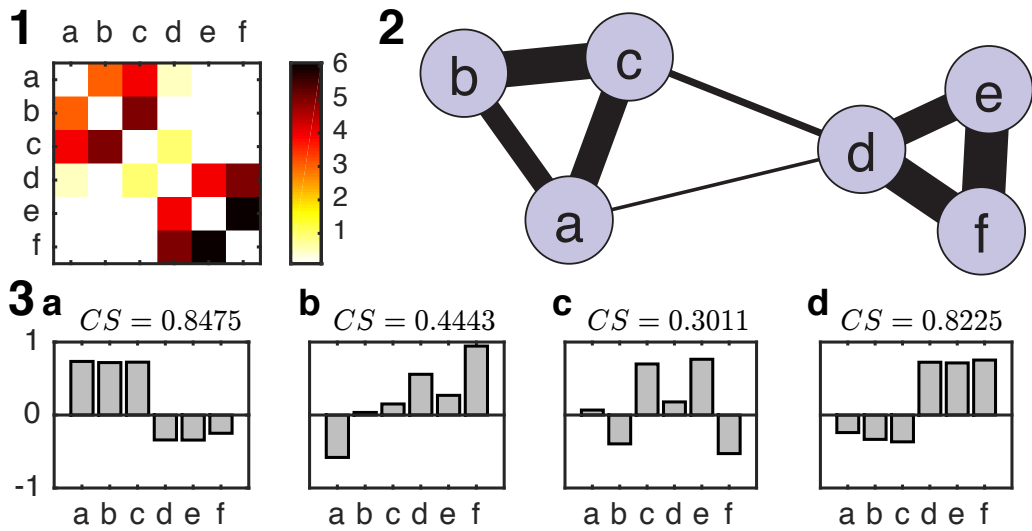 1
a b c d e f
a
b
c
d
e
f
6
5
4
3
2
1
2
b
c
a
d
e
f
3
a
CS = 0.8475
b
CS = 0.4443
c
CS = 0.3011
d
CS = 0.8225
1
0
-1
a b c d e f
a b c d e f
a b c d e f
a b c d e f